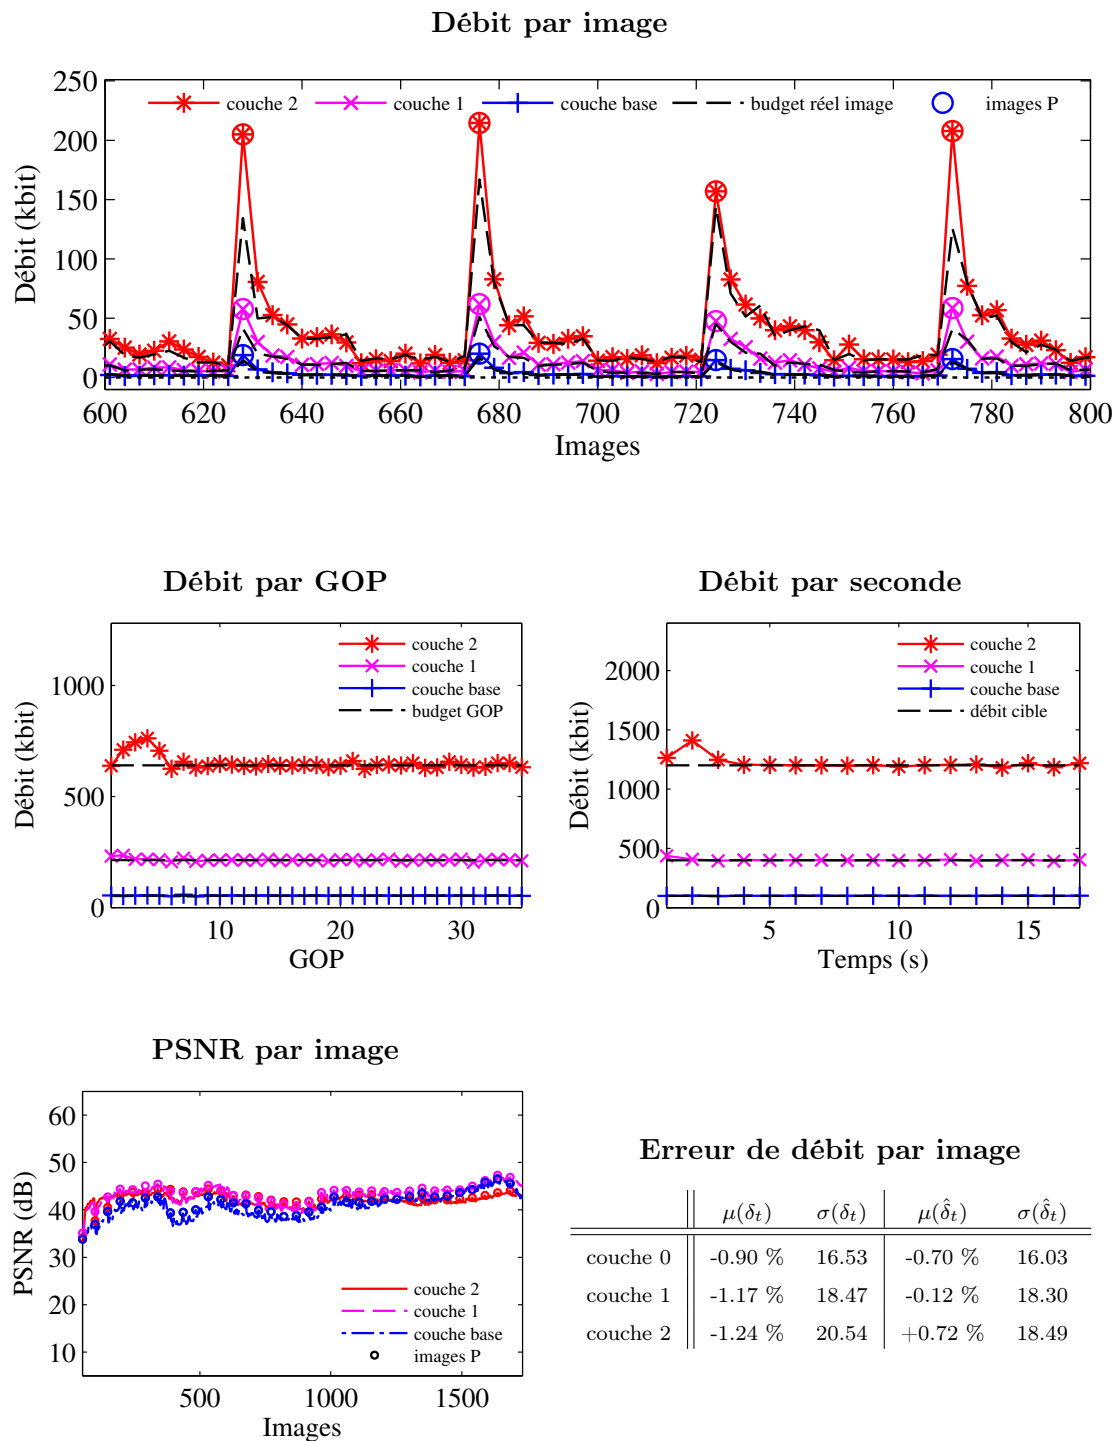 Débit par image
250
200
150
100
50
0
Débit (kbit)
couche 2
couche 1
couche base
budget réel image
images P
600 620 640 660 680 700 720 740 760 780 800
Images
Débit par GOP
1000
500
0
Débit (kbit)
couche 2
couche 1
couche base
budget GOP
10 20 30
GOP
Débit par seconde
2000
1500
1000
500
0
Débit (kbit)
couche 2
couche 1
couche base
débit cible
5 10 15
Temps (s)
PSNR par image
60
50
40
30
20
10
PSNR (dB)
couche 2
couche 1
couche base
images P
500 1000 1500
Images
Erreur de débit par image
μ(δₜ) σ(δₜ) μ(δ̂ₜ) σ(δ̂ₜ)
couche 0 -0.90 % 16.53 -0.70 % 16.03
couche 1 -1.17 % 18.47 -0.12 % 18.30
couche 2 -1.24 % 20.54 +0.72 % 18.49